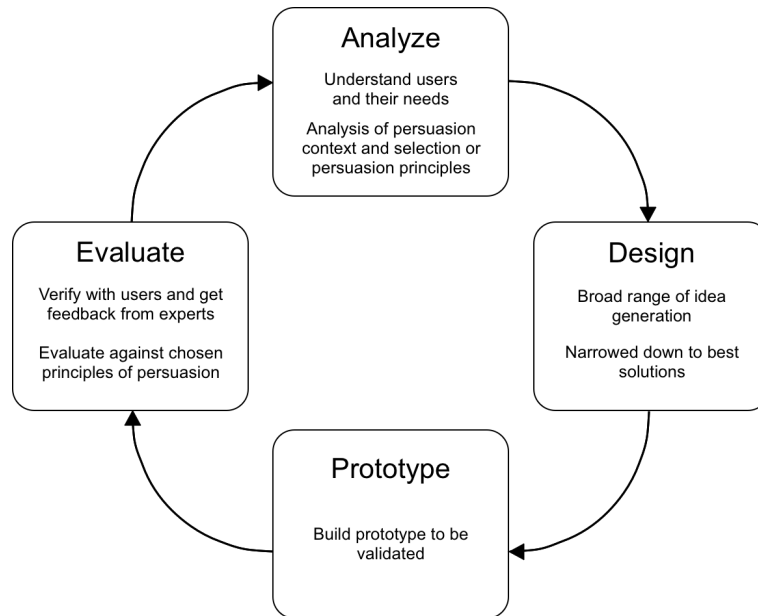 Analyze
Understand users
and their needs
Analysis of persuasion
context and selection or
persuasion principles
Evaluate
Verify with users and get
feedback from experts
Evaluate against chosen
principles of persuasion
Design
Broad range of idea
generation
Narrowed down to best
solutions
Prototype
Build prototype to be
validated